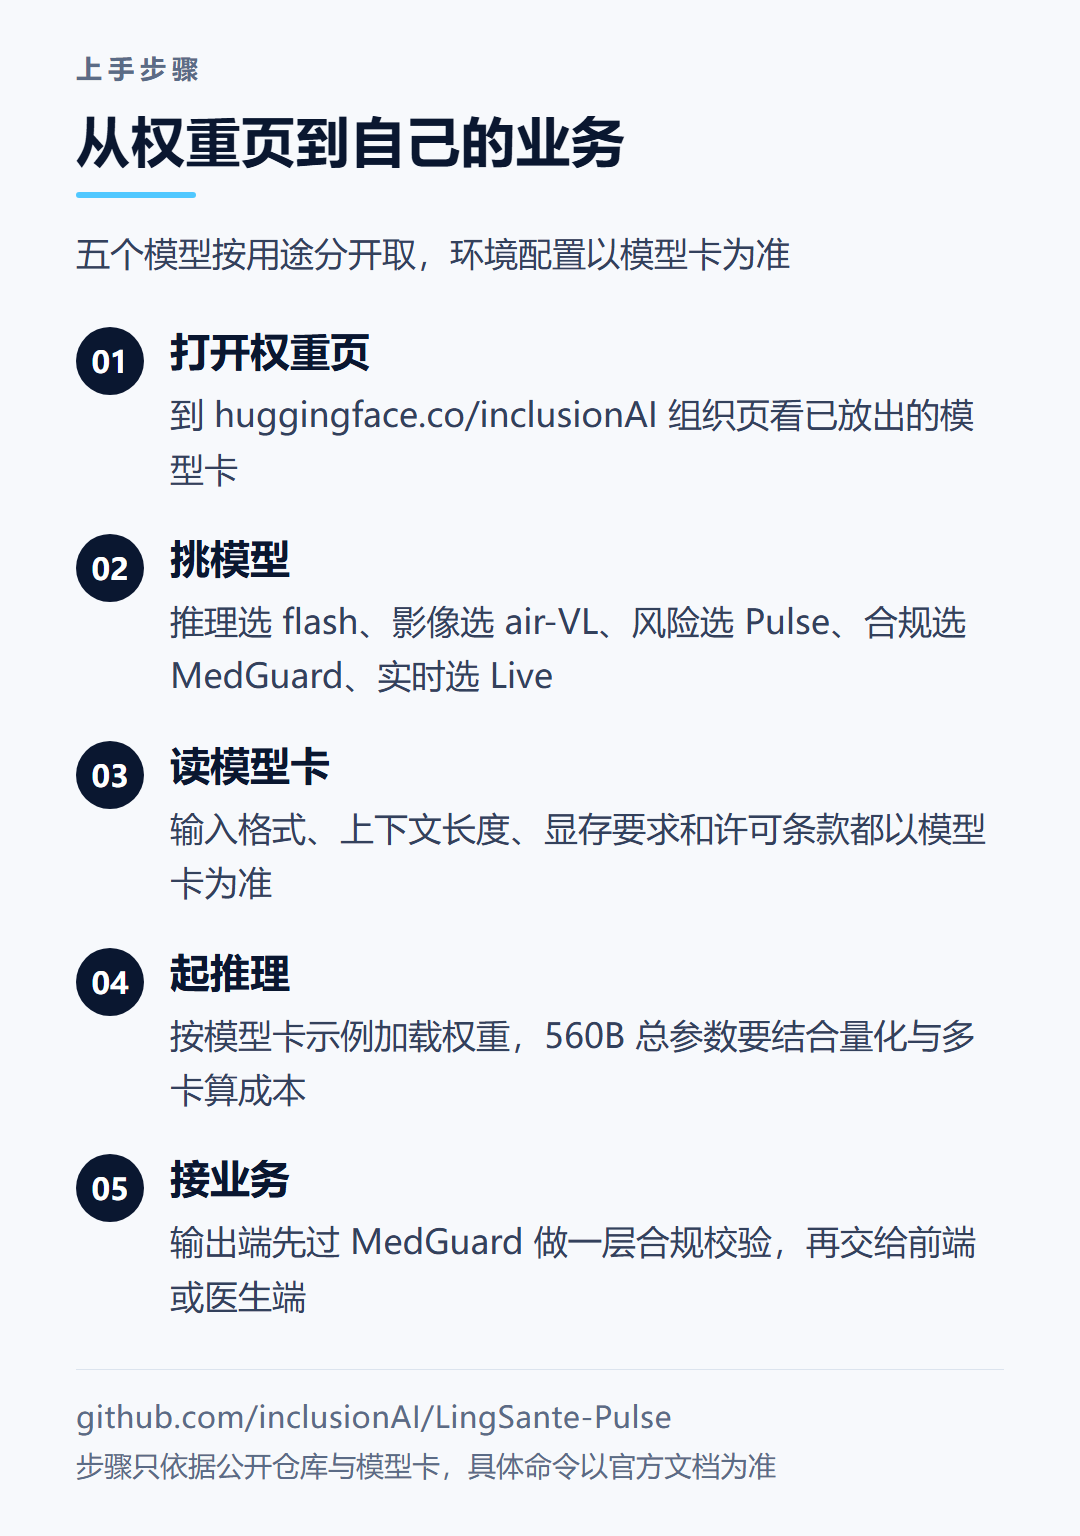 上手步骤
从权重页到自己的业务
五个模型按用途分开取，环境配置以模型卡为准
01
打开权重页
到 huggingface.co/inclusionAI 组织页看已放出的模
型卡
02
挑模型
推理选 flash、影像选 air-VL、风险选 Pulse、合规选
MedGuard、实时选 Live
03
读模型卡
输入格式、上下文长度、显存要求和许可条款都以模型
卡为准
04
起推理
按模型卡示例加载权重，560B 总参数要结合量化与多
卡算成本
05
接业务
输出端先过 MedGuard 做一层合规校验，再交给前端
或医生端
github.com/inclusionAI/LingSante-Pulse
步骤只依据公开仓库与模型卡，具体命令以官方文档为准